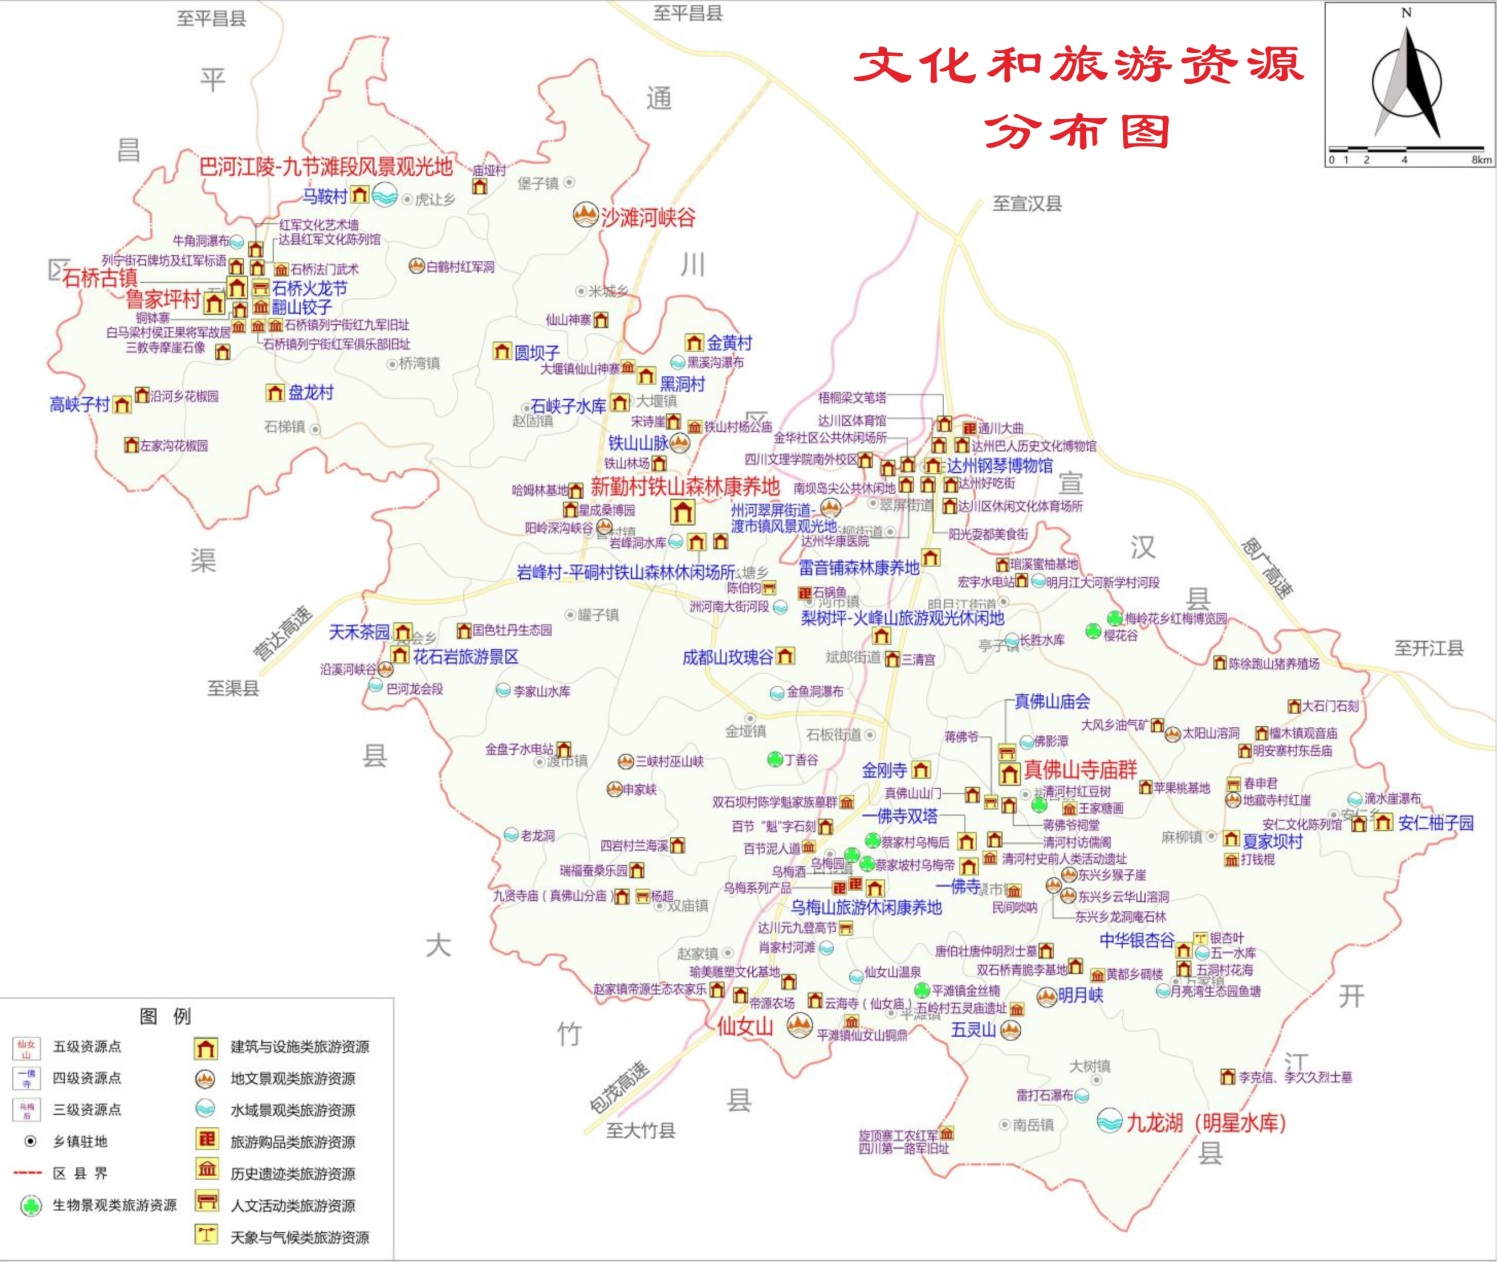 文化和旅游资源
分布图
N
0 1 2 4 8km
至平昌县
至平昌县
平
昌
区
通
川
区
至宣汉县
宣
汉
县
恩广高速
至开江县
渠
县
营达高速
至渠县
大
竹
县
包茂高速
至大竹县
开
江
县
巴河江陵-九节滩段风景观光地
马鞍村
虎让乡
庙垭村
堡子镇
沙滩河峡谷
红军文化艺术墙
牛角洞瀑布
达县红军文化陈列馆
列宁街石牌坊及红军标语
石桥法门武术
白鹤村红军洞
石桥古镇
石桥火龙节
鲁家坪村
翻山铰子
铜钵寨
白马梁村侯正果将军故居
石桥镇列宁街红九军旧址
三教寺摩崖石像
石桥镇列宁街红军俱乐部旧址
桥湾镇
米城乡
仙山神寨
金黄村
圆坝子
黑溪沟瀑布
大堰镇仙山神寨
黑洞村
高峡子村
沿河乡花椒园
盘龙村
石峡子水库
大堰镇
赵固镇
石梯镇
宋诗崖
铁山村杨公庙
左家沟花椒园
铁山山脉
铁山林场
梧桐梁文笔塔
达川区体育馆
通川大曲
金华社区公共休闲场所
达州巴人历史文化博物馆
四川文理学院南外校区
达州钢琴博物馆
新勤村铁山森林康养地
哈姆林基地
南坝岛尖公共休闲地
达州好吃街
星成桑博园
州河翠屏街道-
渡市镇风景观光地
翠屏街道
达川区休闲文化体育场所
阳岭深沟峡谷
岩峰洞水库
达州华康医院
阳光耍都美食街
岩峰村-平硐村铁山森林休闲场所
雷音铺森林康养地
琯溪蜜柚基地
宏宇水电站
明月江大河新学村河段
陈伯钧
石锅鱼
河市镇
洲河南大街河段
明月江街道
罐子镇
梨树坪-火峰山旅游观光休闲地
梅岭花乡红梅博览园
樱花谷
天禾茶园
国色牡丹生态园
长胜水库
亭子镇
花石岩旅游景区
成都山玫瑰谷
斌郎街道
三清宫
陈徐跑山猪养殖场
沿溪河峡谷
巴河龙会段
李家山水库
金鱼洞瀑布
真佛山庙会
大石门石刻
金垭镇
石板街道
蒋佛爷
佛影潭
大风乡油气矿
太阳山溶洞
檀木镇观音庙
明安寨村东岳庙
金盘子水电站
渡市镇
三峡村巫山峡
丁香谷
金刚寺
真佛山寺庙群
申家峡
真佛山山门
清河村红豆树
苹果桃基地
春申君
双石坝村陈学魁家族墓群
王家糖画
地藏寺村红崖
滴水崖瀑布
一佛寺双塔
蒋佛爷祠堂
安仁文化陈列馆
安仁柚子园
老龙洞
百节“魁”字石刻
清河村访儒阁
麻柳镇
夏家坝村
四岩村兰海溪
百节泥人道
蔡家村乌梅后
清河村史前人类活动遗址
打钱棍
瑞福蚕桑乐园
乌梅园
蔡家坡村乌梅帝
乌梅酒
东兴乡猴子崖
乌梅系列产品
一佛寺
九贤寺庙（真佛山分庙）
杨超
双庙镇
乌梅山旅游休闲康养地
民间唢呐
东兴乡云华山溶洞
东兴乡龙洞庵石林
达川元九登高节
中华银杏谷
银杏叶
赵家镇
肖家村河滩
唐伯壮唐仲明烈士墓
五一水库
瑜美雕塑文化基地
仙女山温泉
双石桥青脆李基地
黄都乡碉楼
五洞村花海
赵家镇帝源生态农家乐
平滩镇金丝楠
明月峡
月亮湾生态园鱼塘
帝源农场
云海寺（仙女庙）
五岭村五灵庙遗址
平滩镇
仙女山
平滩镇仙女山铜鼎
五灵山
大树镇
李克信、李久久烈士墓
雷打石瀑布
九龙湖（明星水库）
南岳镇
旋顶寨工农红军
四川第一路军旧址
图 例
仙女山
五级资源点
建筑与设施类旅游资源
一佛寺
四级资源点
地文景观类旅游资源
乌梅后
三级资源点
水域景观类旅游资源
乡镇驻地
旅游购品类旅游资源
区 县 界
历史遗迹类旅游资源
生物景观类旅游资源
人文活动类旅游资源
天象与气候类旅游资源